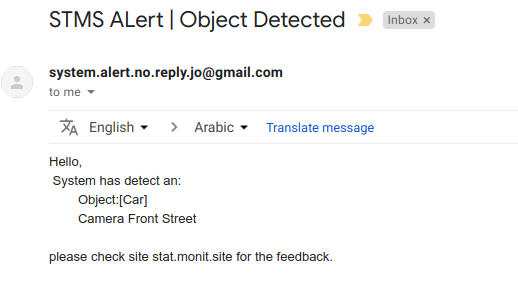 STMS ALert | Object Detected Inbox ×
system.alert.no.reply.jo@gmail.com
to me
English > Arabic Translate message
Hello,
System has detect an:
Object:[Car]
Camera Front Street
please check site stat.monit.site for the feedback.